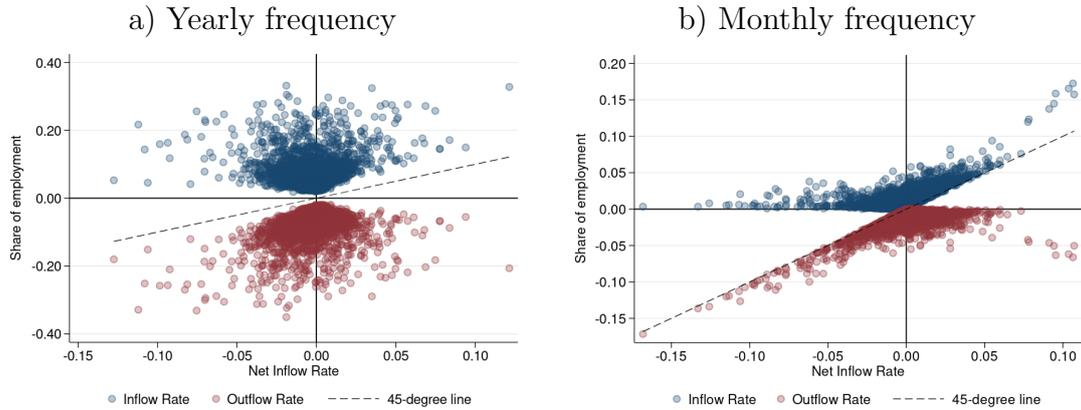 a) Yearly frequency
0.40
0.20
0.00
-0.20
-0.40
Share of employment
-0.15
-0.10
-0.05
0.00
0.05
0.10
Net Inflow Rate
Inflow Rate
Outflow Rate
45-degree line
b) Monthly frequency
0.20
0.15
0.10
0.05
0.00
-0.05
-0.10
-0.15
Share of employment
-0.15
-0.10
-0.05
0.00
0.05
0.10
Net Inflow Rate
Inflow Rate
Outflow Rate
45-degree line